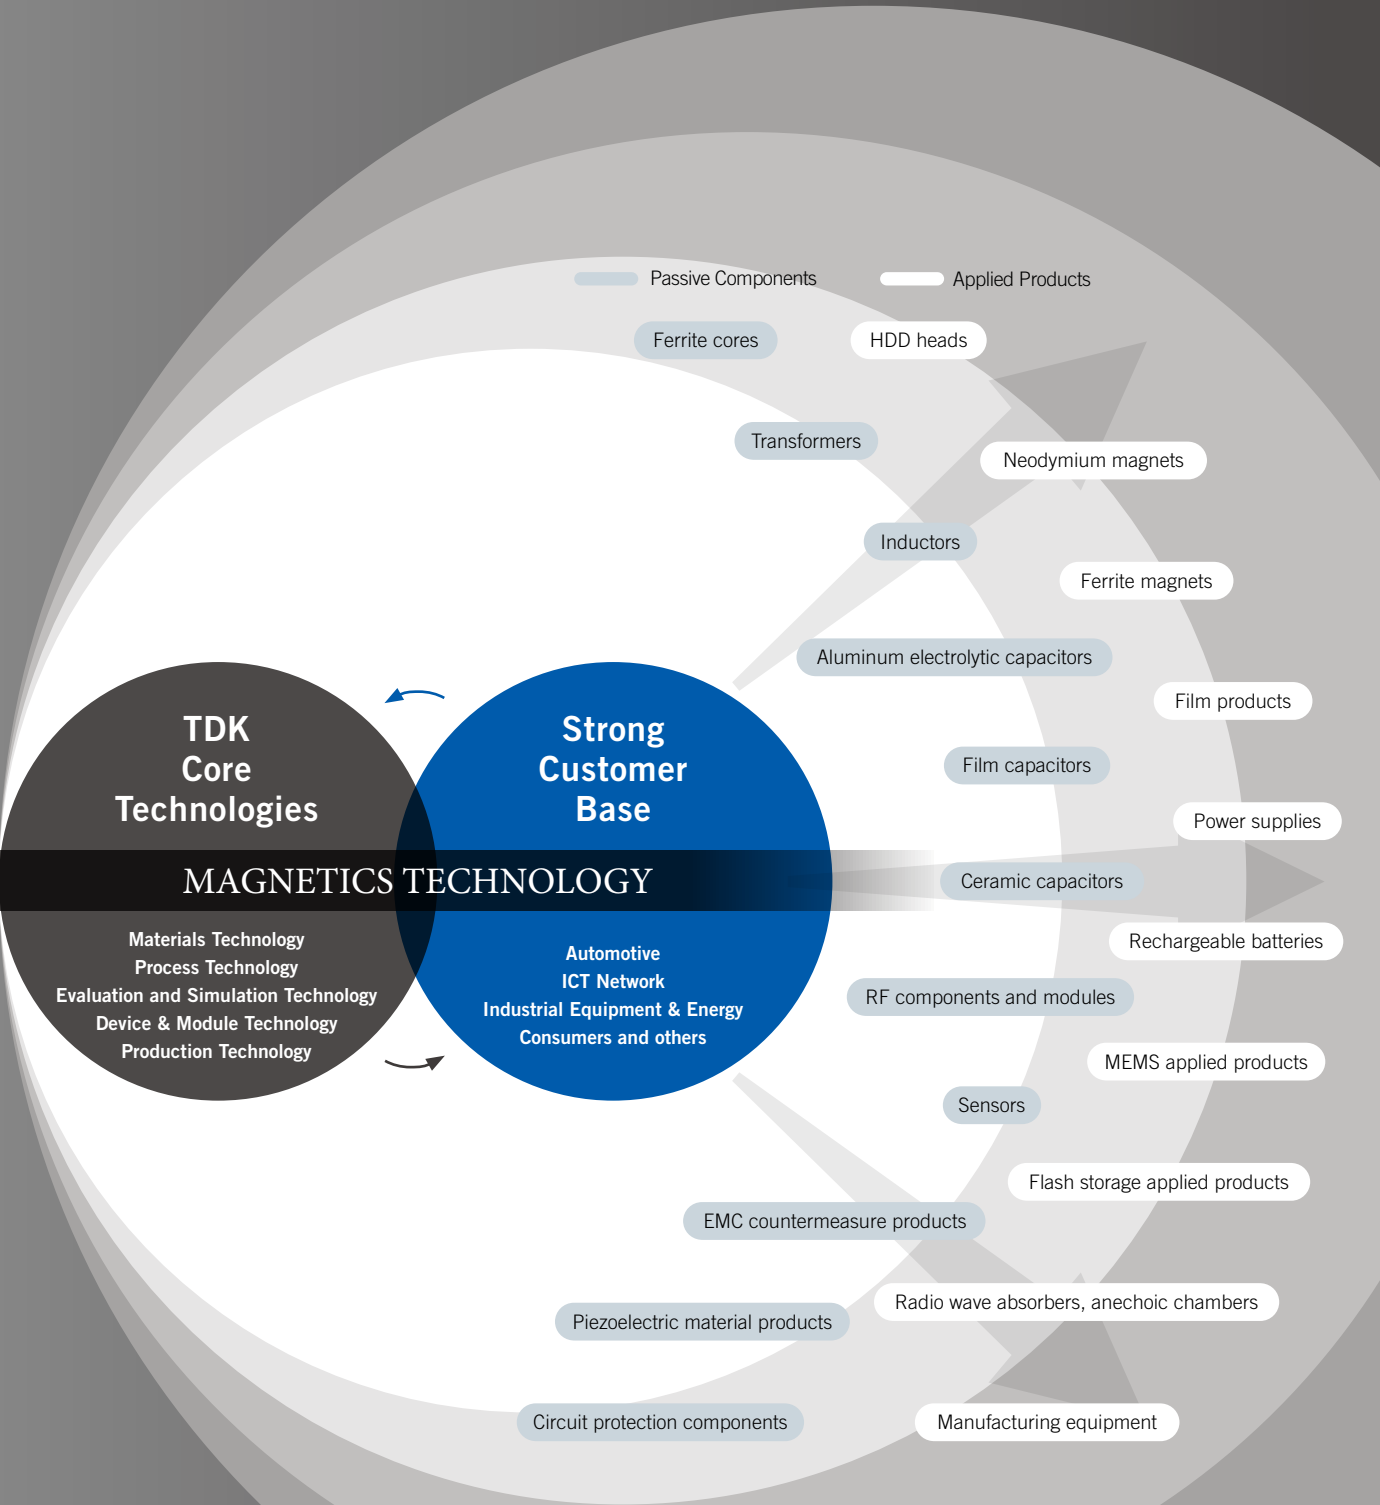 Passive Components
Applied Products
Ferrite cores
HDD heads
Transformers
Neodymium magnets
Inductors
Ferrite magnets
Aluminum electrolytic capacitors
Film products
Film capacitors
Power supplies
Ceramic capacitors
Rechargeable batteries
RF components and modules
MEMS applied products
Sensors
Flash storage applied products
EMC countermeasure products
Radio wave absorbers, anechoic chambers
Piezoelectric material products
Circuit protection components
Manufacturing equipment
TDK
Core
Technologies
Strong
Customer
Base
MAGNETICS TECHNOLOGY
Materials Technology
Process Technology
Evaluation and Simulation Technology
Device & Module Technology
Production Technology
Automotive
ICT Network
Industrial Equipment & Energy
Consumers and others